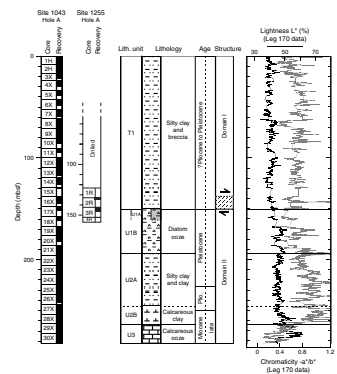 Site 1043
Hole A
Site 1255
Hole A
Lightness L* (%)
(Leg 170 data)
30 50 70
Core
Recovery
Core
Recovery
Lith. unit
Lithology
Age
Structure
0
1H
2H
3H
4X
5X
6X
7X
8X
9X
10X
11X
12X
13X
14X
15X
16X
17X
18X
19X
20X
21X
22X
23X
24X
25X
26X
27X
28X
29X
30X
100
200
Depth (mbsf)
Drilled
100
150
1R
2R
3R
T1
U1A
U1B
U2A
U2B
U3
Silty clay
and
breccia
Diatom
ooze
Silty clay
and clay
Calcareous
clay
Calcareous
ooze
?Pliocene to Pleistocene
Pleistocene
Plio.
Miocene
late
Domain I
Domain II
0 0.4 0.8 1.2
Chromaticity -a*/b*
(Leg 170 data)